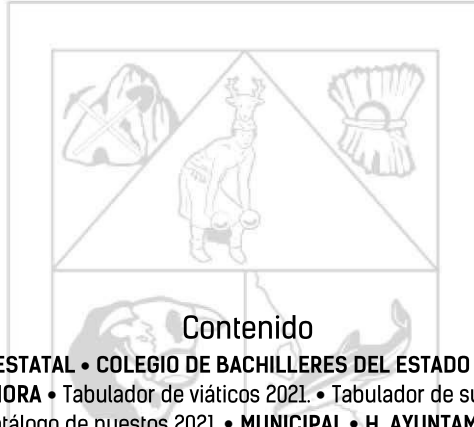 Contenido
ESTATAL • COLEGIO DE BACHILLERES DEL ESTADO
• Tabulador de viáticos 2021. • Tabulador de
de puestos 2021. • MUNICIPAL • H.